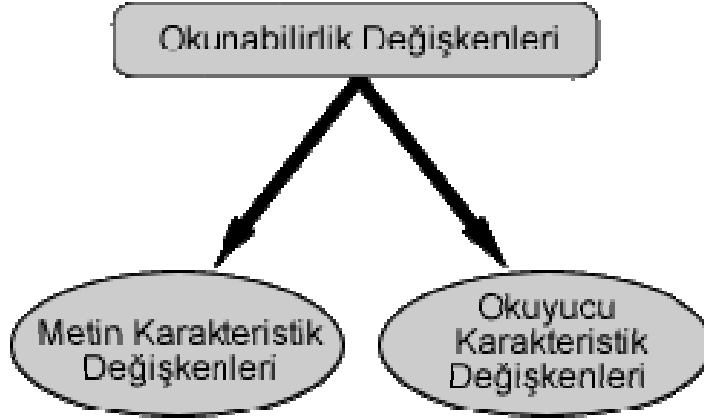 Okunabilirlik Değişkenleri
Metin Karakteristik
Değişkenleri
Okuyucu
Karakteristik
Değişkenleri